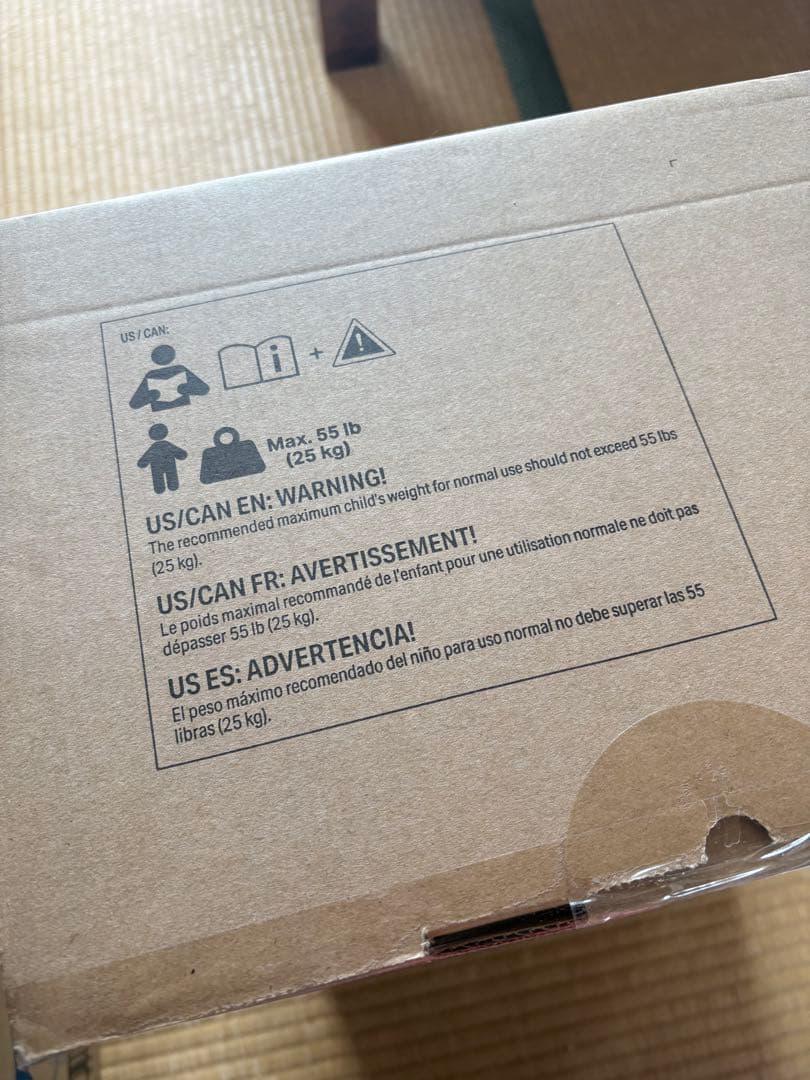 US / CAN:
i + !
Max. 55 lb
(25 kg)
US/CAN EN: WARNING!
The recommended maximum child's weight for normal use should not exceed 55 lbs
(25 kg).
US/CAN FR: AVERTISSEMENT!
Le poids maximal recommandé de l'enfant pour une utilisation normale ne doit pas
dépasser 55 lb (25 kg).
US ES: ADVERTENCIA!
El peso máximo recomendado del niño para uso normal no debe superar las 55
libras (25 kg).